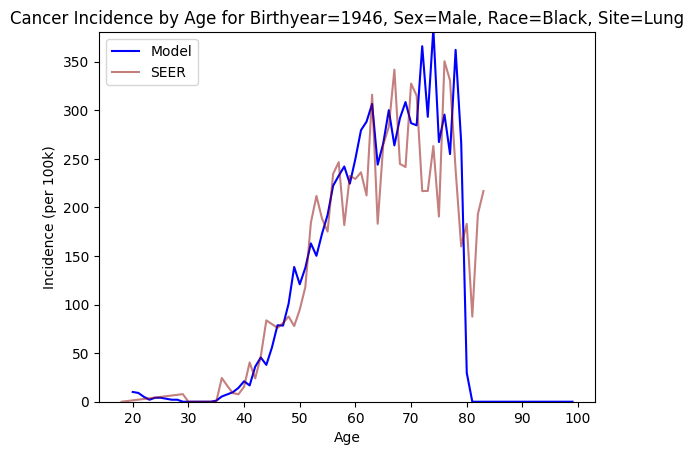 Cancer Incidence by Age for Birthyear=1946, Sex=Male, Race=Black, Site=Lung
Model
SEER
350
300
250
200
150
100
50
0
Incidence (per 100k)
20 30 40 50 60 70 80 90 100
Age